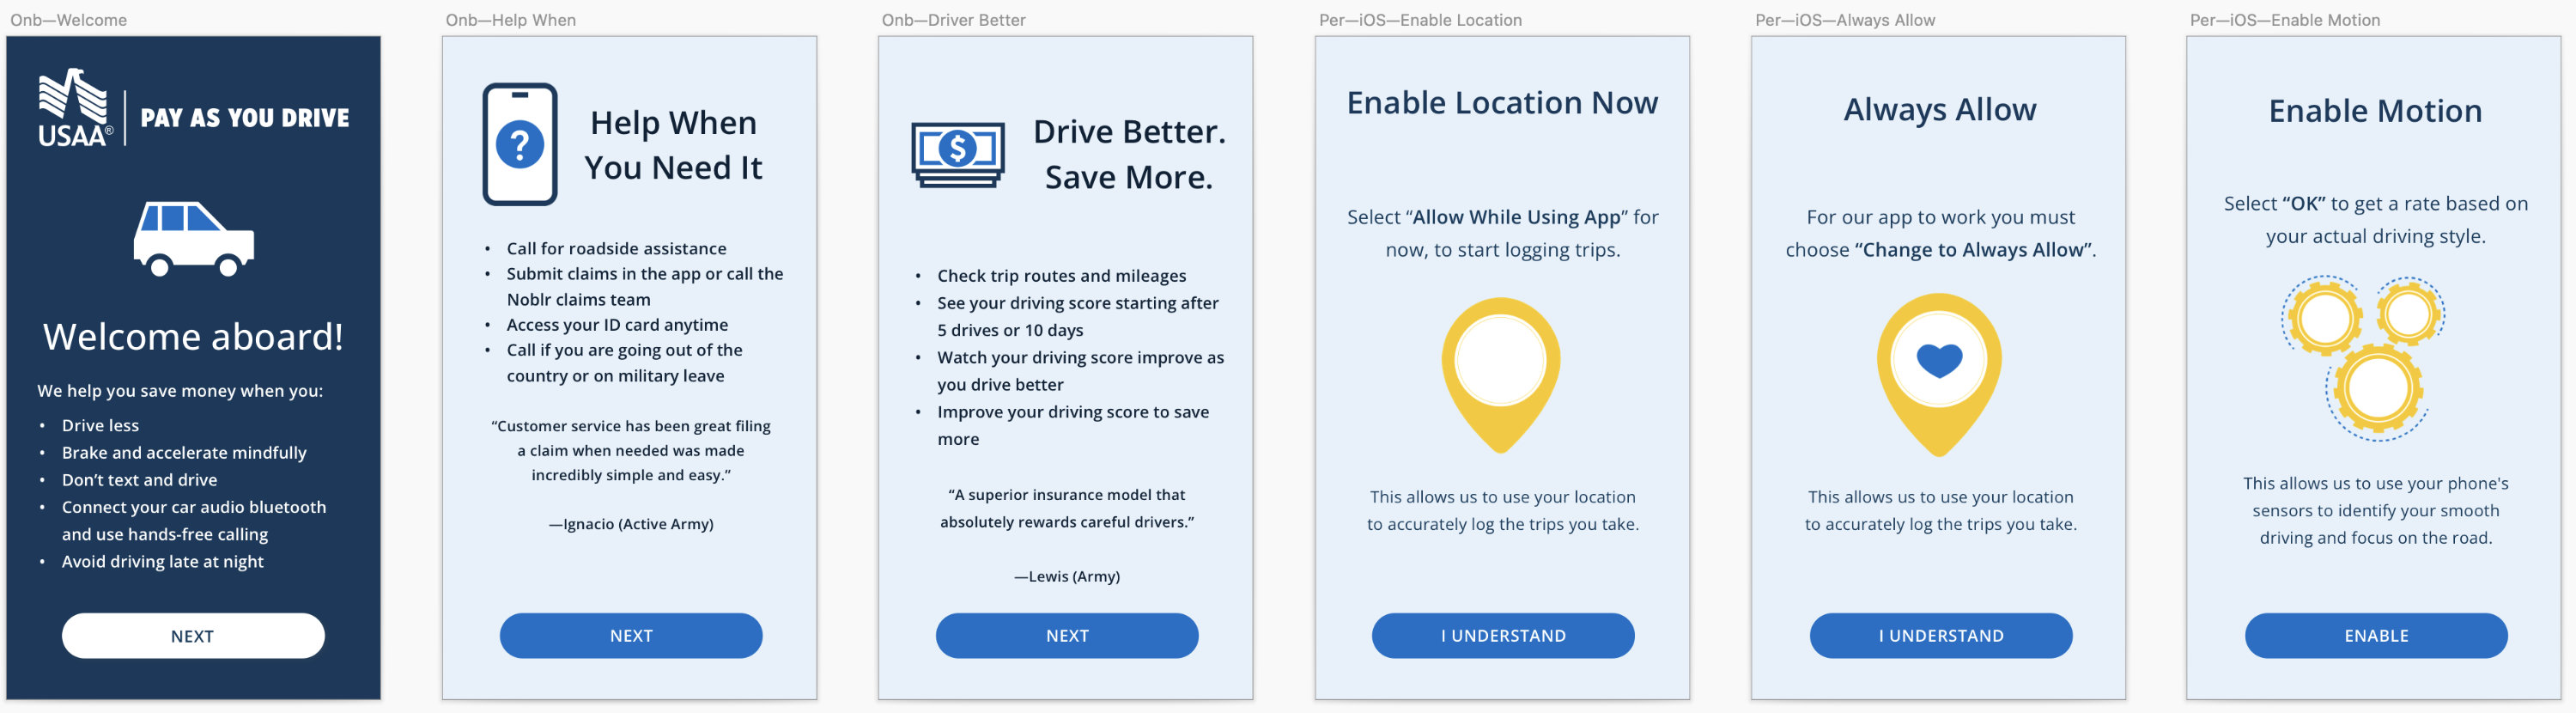 Onb—Welcome
USAA®
PAY AS YOU DRIVE
Welcome aboard!
We help you save money when you:
• Drive less
• Brake and accelerate mindfully
• Don’t text and drive
• Connect your car audio bluetooth
and use hands-free calling
• Avoid driving late at night
NEXT
Onb—Help When
?
Help When
You Need It
• Call for roadside assistance
• Submit claims in the app or call the
Noblr claims team
• Access your ID card anytime
• Call if you are going out of the
country or on military leave
“Customer service has been great filing
a claim when needed was made
incredibly simple and easy.”
—Ignacio (Active Army)
NEXT
Onb—Driver Better
$
Drive Better.
Save More.
• Check trip routes and mileages
• See your driving score starting after
5 drives or 10 days
• Watch your driving score improve as
you drive better
• Improve your driving score to save
more
“A superior insurance model that
absolutely rewards careful drivers.”
—Lewis (Army)
NEXT
Per—iOS—Enable Location
Enable Location Now
Select “Allow While Using App” for
now, to start logging trips.
This allows us to use your location
to accurately log the trips you take.
I UNDERSTAND
Per—iOS—Always Allow
Always Allow
For our app to work you must
choose “Change to Always Allow”.
This allows us to use your location
to accurately log the trips you take.
I UNDERSTAND
Per—iOS—Enable Motion
Enable Motion
Select “OK” to get a rate based on
your actual driving style.
This allows us to use your phone's
sensors to identify your smooth
driving and focus on the road.
ENABLE